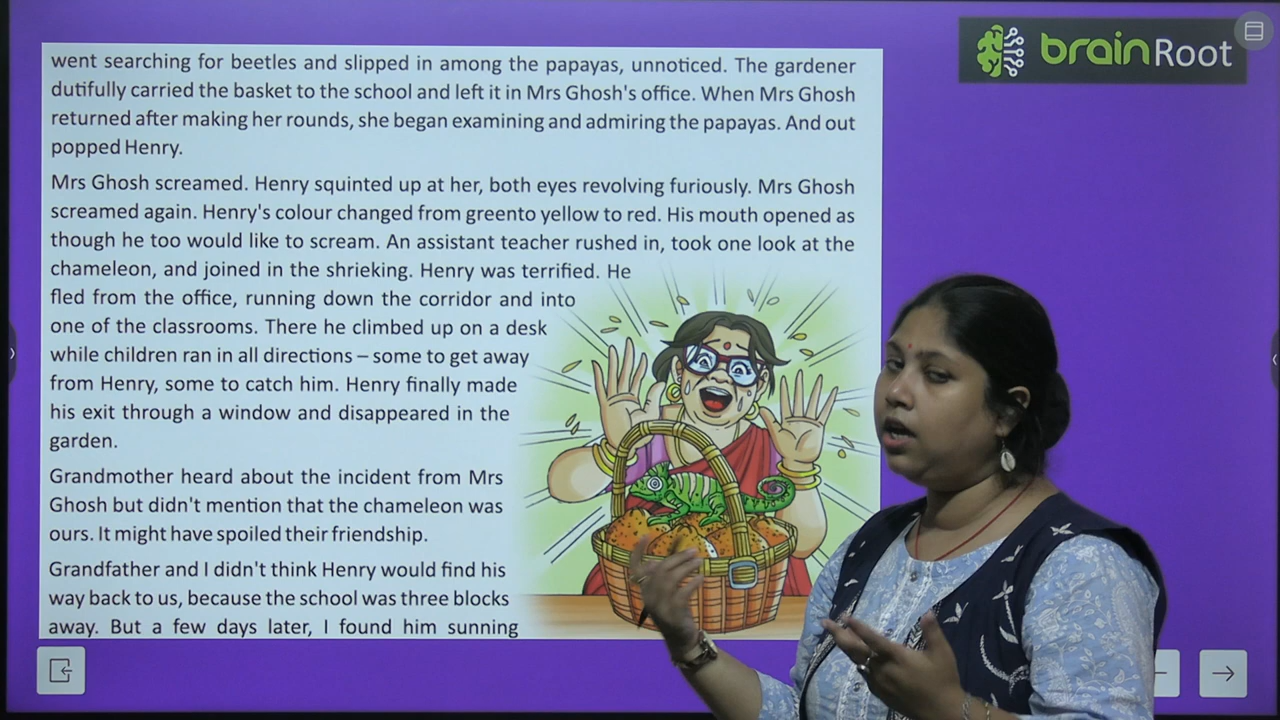 brainRoot
went searching for beetles and slipped in among the papayas, unnoticed. The gardener
dutifully carried the basket to the school and left it in Mrs Ghosh's office. When Mrs Ghosh
returned after making her rounds, she began examining and admiring the papayas. And out
popped Henry.
Mrs Ghosh screamed. Henry squinted up at her, both eyes revolving furiously. Mrs Ghosh
screamed again. Henry's colour changed from greento yellow to red. His mouth opened as
though he too would like to scream. An assistant teacher rushed in, took one look at the
chameleon, and joined in the shrieking. Henry was terrified. He
fled from the office, running down the corridor and into
one of the classrooms. There he climbed up on a desk
while children ran in all directions – some to get away
from Henry, some to catch him. Henry finally made
his exit through a window and disappeared in the
garden.
Grandmother heard about the incident from Mrs
Ghosh but didn't mention that the chameleon was
ours. It might have spoiled their friendship.
Grandfather and I didn't think Henry would find his
way back to us, because the school was three blocks
away. But a few days later, I found him sunning